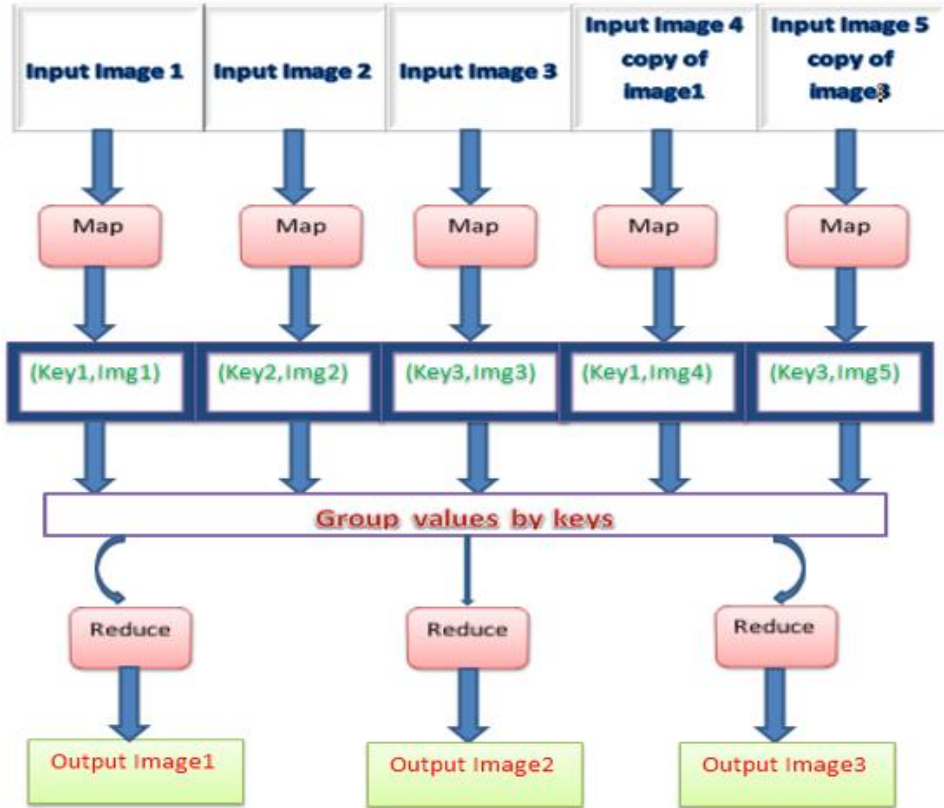 Input Image 1
Input Image 2
Input Image 3
Input Image 4
copy of
image1
Input Image 5
copy of
image3
Map
Map
Map
Map
Map
(Key1,Img1)
(Key2,Img2)
(Key3,Img3)
(Key1,Img4)
(Key3,Img5)
Group values by keys
Reduce
Reduce
Reduce
Output Image1
Output Image2
Output Image3